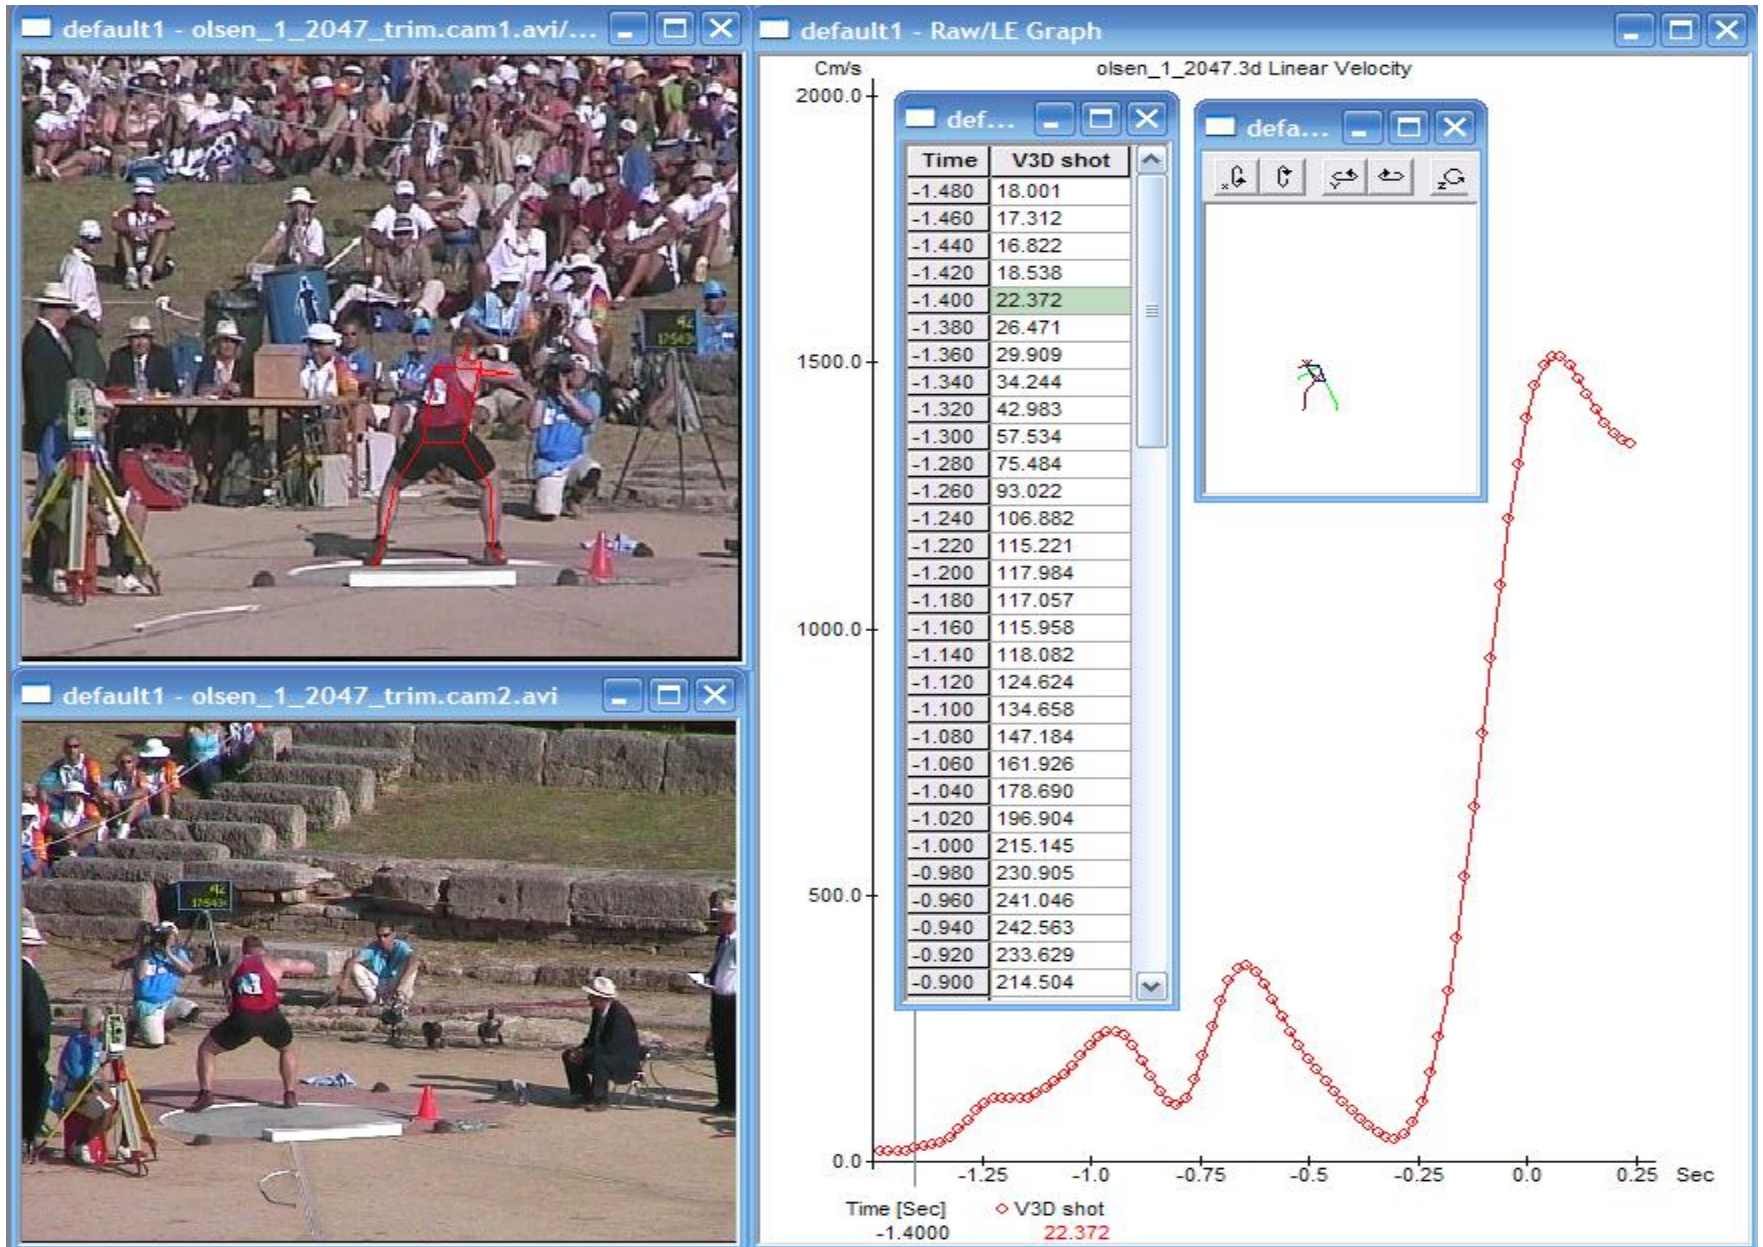 default1 - olsen_1_2047_trim.cam1.avi/...
default1 - Raw/LE Graph
Cm/s
olsen_1_2047.3d Linear Velocity
2000.0
1500.0
1000.0
500.0
0.0
def...
Time V3D shot
-1.480 18.001
-1.460 17.312
-1.440 16.822
-1.420 18.538
-1.400 22.372
-1.380 26.471
-1.360 29.909
-1.340 34.244
-1.320 42.983
-1.300 57.534
-1.280 75.484
-1.260 93.022
-1.240 106.882
-1.220 115.221
-1.200 117.984
-1.180 117.057
-1.160 115.958
-1.140 118.082
-1.120 124.624
-1.100 134.658
-1.080 147.184
-1.060 161.926
-1.040 178.690
-1.020 196.904
-1.000 215.145
-0.980 230.905
-0.960 241.046
-0.940 242.563
-0.920 233.629
-0.900 214.504
defa...
x
Y
z
-1.25 -1.0 -0.75 -0.5 -0.25 0.0 0.25 Sec
Time [Sec] V3D shot
-1.4000 22.372
default1 - olsen_1_2047_trim.cam2.avi